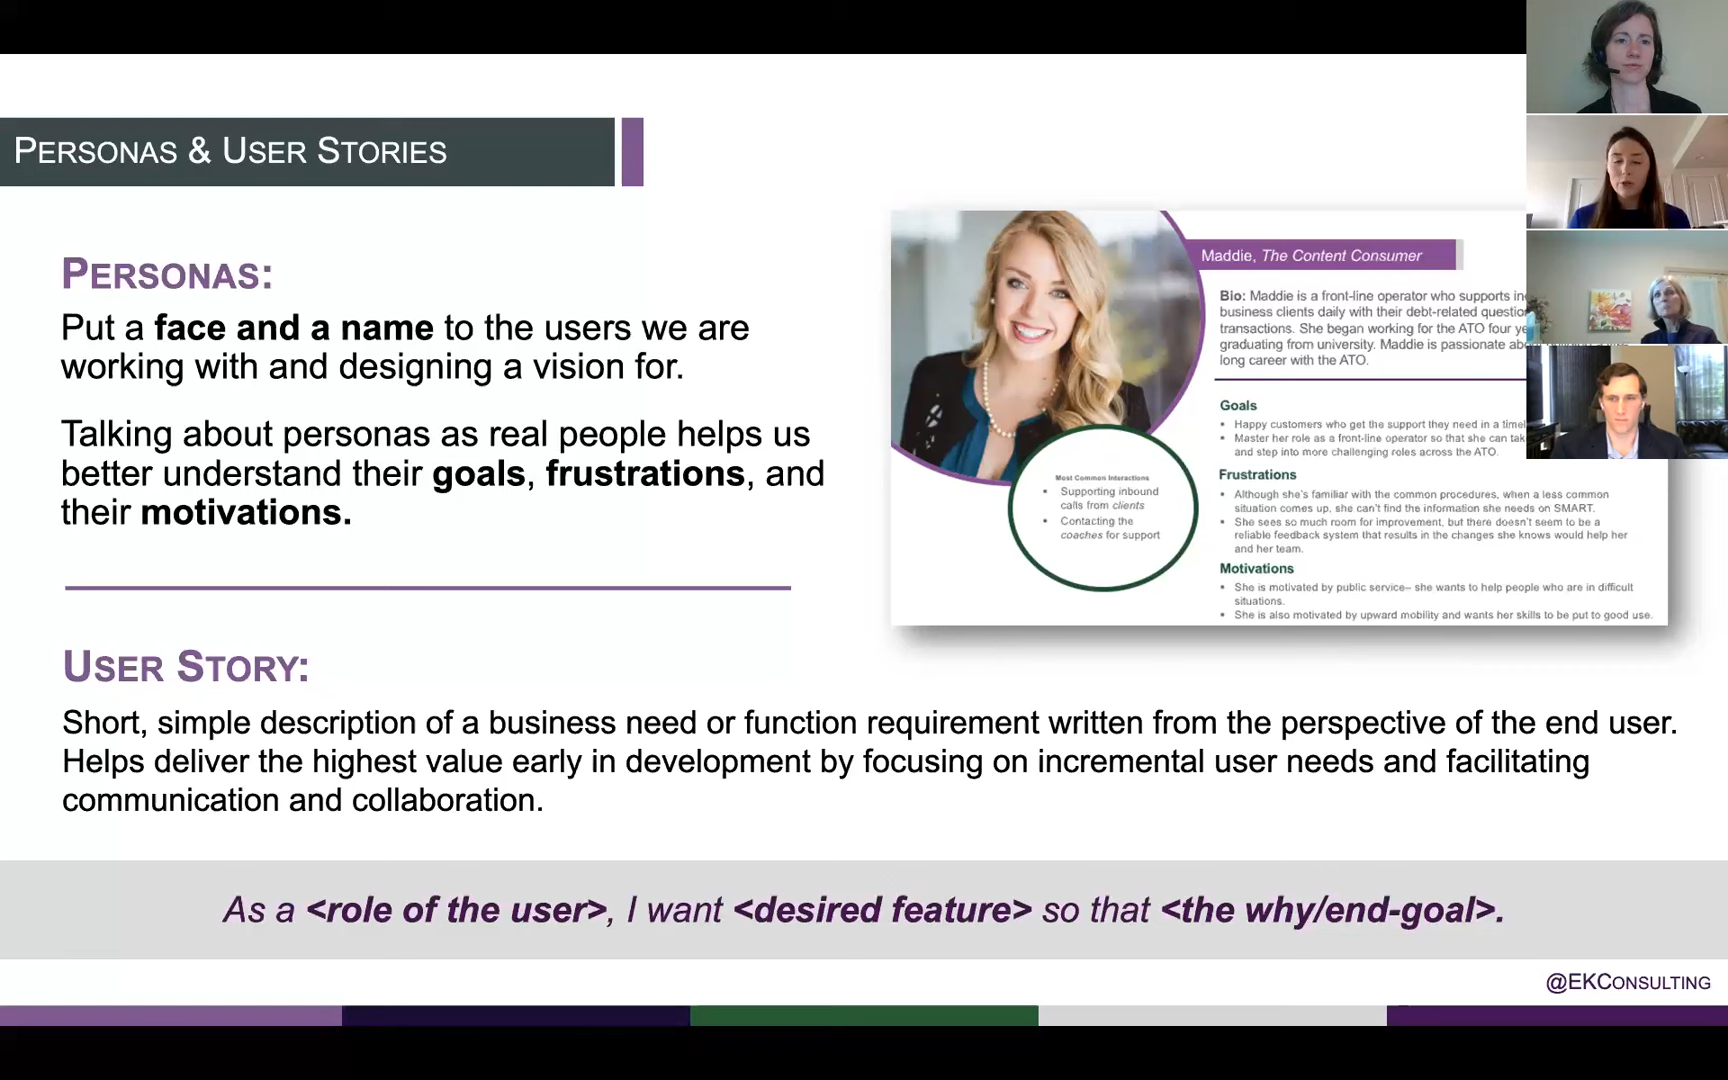 PERSONAS & USER STORIES
PERSONAS:
Put a face and a name to the users we are
working with and designing a vision for.
Talking about personas as real people helps us
better understand their goals, frustrations, and
their motivations.
Maddie, The Content Consumer
Bio: Maddie is a front-line operator who supports
business clients daily with their debt-related
transactions. She began working for the ATO four
graduating from university. Maddie is passionate
long career with the ATO.
Goals
▪ Happy customers who get the support they need in a
▪ Master her role as a front-line operator so that she can
and step into more challenging roles across the ATO.
Frustrations
▪ Although she's familiar with the common procedures, when a less common
situation comes up, she can't find the information she needs on SMART.
▪ She sees so much room for improvement, but there doesn't seem to be a
reliable feedback system that results in the changes she knows would help her
and her team.
Motivations
▪ She is motivated by public service– she wants to help people who are in difficult
situations.
▪ She is also motivated by upward mobility and wants her skills to be put to good use.
Most Common Interactions
▪ Supporting inbound
calls from clients
▪ Contacting the
coaches for support
USER STORY:
Short, simple description of a business need or function requirement written from the perspective of the end user.
Helps deliver the highest value early in development by focusing on incremental user needs and facilitating
communication and collaboration.
As a <role of the user>, I want <desired feature> so that <the why/end-goal>.
@EKCONSULTING